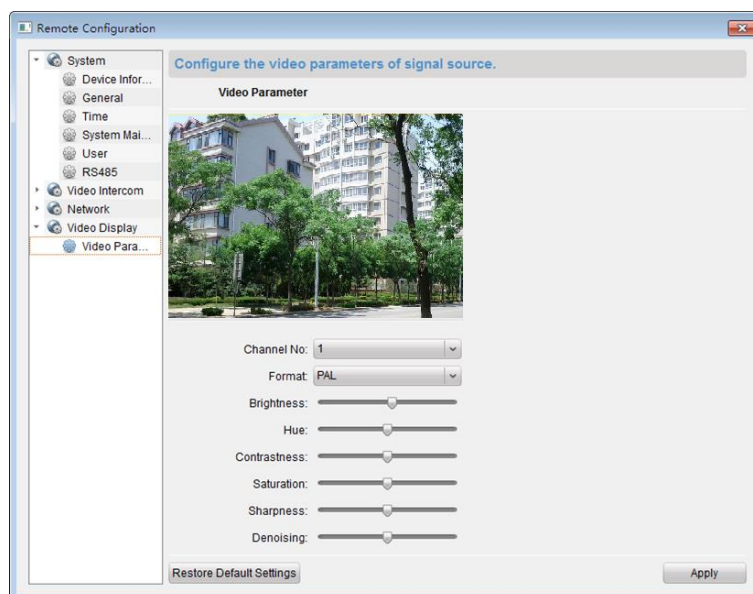 Remote Configuration
System
Device Infor...
General
Time
System Mai...
User
RS485
Video Intercom
Network
Video Display
Video Para...
Configure the video parameters of signal source.
Video Parameter
Channel No: 1
Format: PAL
Brightness:
Hue:
Contrastness:
Saturation:
Sharpness:
Denoising:
Restore Default Settings
Apply